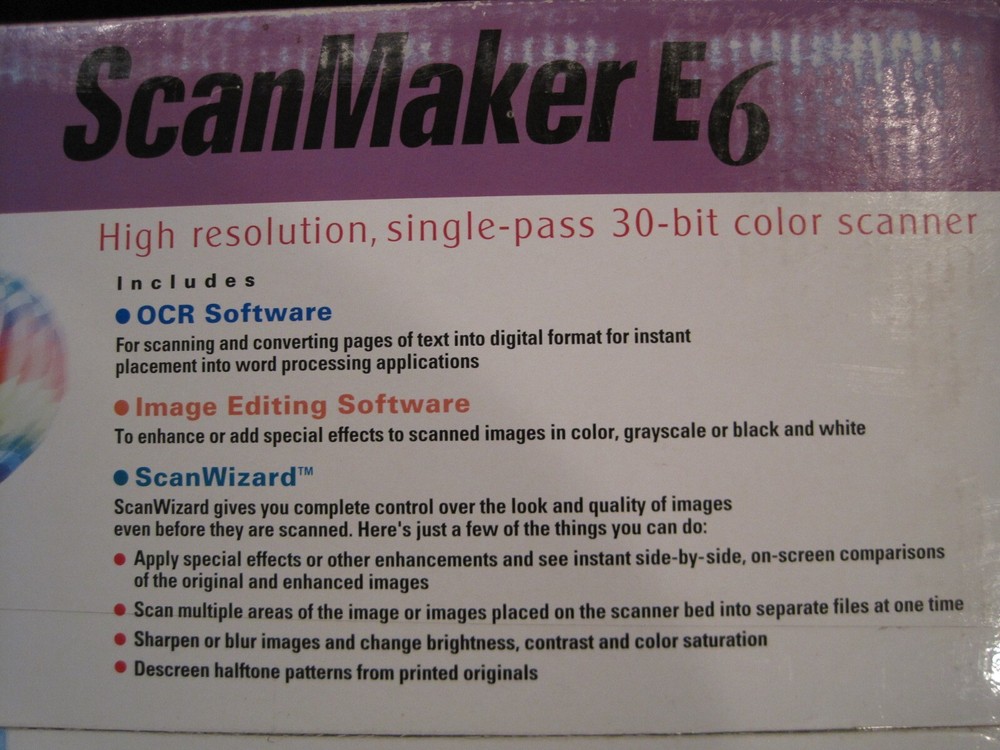 ScanMaker E6
High resolution, single-pass 30-bit color scanner
Includes
● OCR Software
For scanning and converting pages of text into digital format for instant
placement into word processing applications
● Image Editing Software
To enhance or add special effects to scanned images in color, grayscale or black and white
● ScanWizard™
ScanWizard gives you complete control over the look and quality of images
even before they are scanned. Here's just a few of the things you can do:
● Apply special effects or other enhancements and see instant side-by-side, on-screen comparisons
of the original and enhanced images
● Scan multiple areas of the image or images placed on the scanner bed into separate files at one time
● Sharpen or blur images and change brightness, contrast and color saturation
● Descreen halftone patterns from printed originals